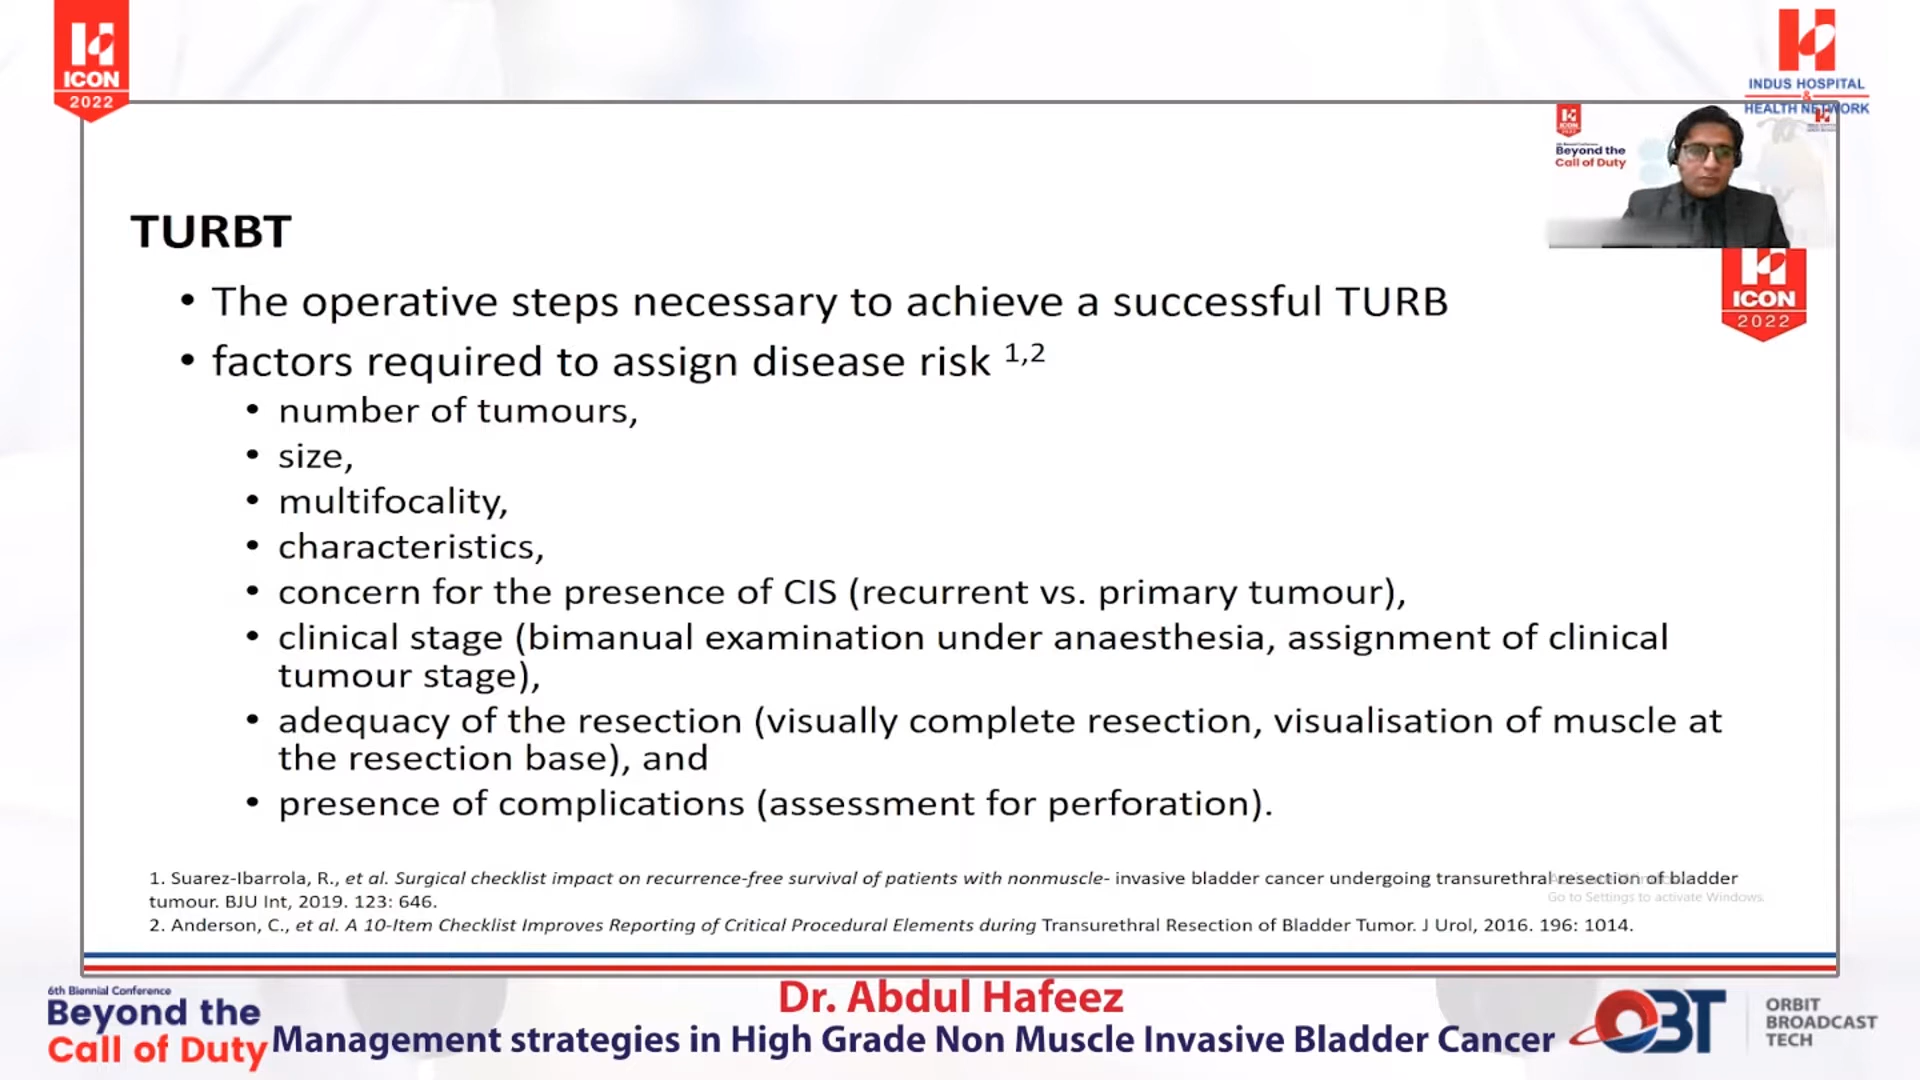 ICON
2022
INDUS HOSPITAL
&
HEALTH NETWORK
Beyond the
Call of Duty
ICON
2022
TURBT
• The operative steps necessary to achieve a successful TURB
• factors required to assign disease risk 1,2
• number of tumours,
• size,
• multifocality,
• characteristics,
• concern for the presence of CIS (recurrent vs. primary tumour),
• clinical stage (bimanual examination under anaesthesia, assignment of clinical
tumour stage),
• adequacy of the resection (visually complete resection, visualisation of muscle at
the resection base), and
• presence of complications (assessment for perforation).
1. Suarez-Ibarrola, R., et al. Surgical checklist impact on recurrence-free survival of patients with nonmuscle- invasive bladder cancer undergoing transurethral resection of bladder
tumour. BJU Int, 2019. 123: 646.
Go to Settings to activate Windows.
2. Anderson, C., et al. A 10-Item Checklist Improves Reporting of Critical Procedural Elements during Transurethral Resection of Bladder Tumor. J Urol, 2016. 196: 1014.
6th Biennial Conference
Beyond the
Call of Duty
Dr. Abdul Hafeez
Management strategies in High Grade Non Muscle Invasive Bladder Cancer
OBT
ORBIT
BROADCAST
TECH